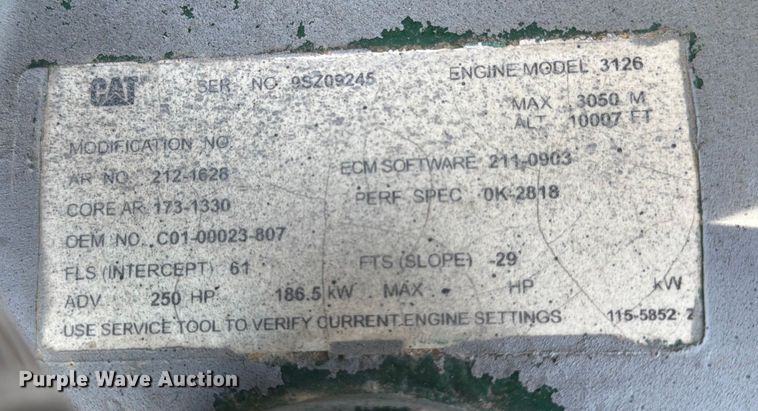 CAT SER NO 9SZ09245 ENGINE MODEL 3126
MAX 3050 M
ALT 10007 FT
MODIFICATION NO
AR NO 212-1628 ECM SOFTWARE 211-0903
CORE AR 173-1330 PERF SPEC 0K-2818
OEM NO. C01-00023-807
FLS (INTERCEPT) 61 FTS (SLOPE) -29
ADV 250 HP 186.5 kW MAX HP kW
USE SERVICE TOOL TO VERIFY CURRENT ENGINE SETTINGS 115-5852 2
Purple Wave Auction